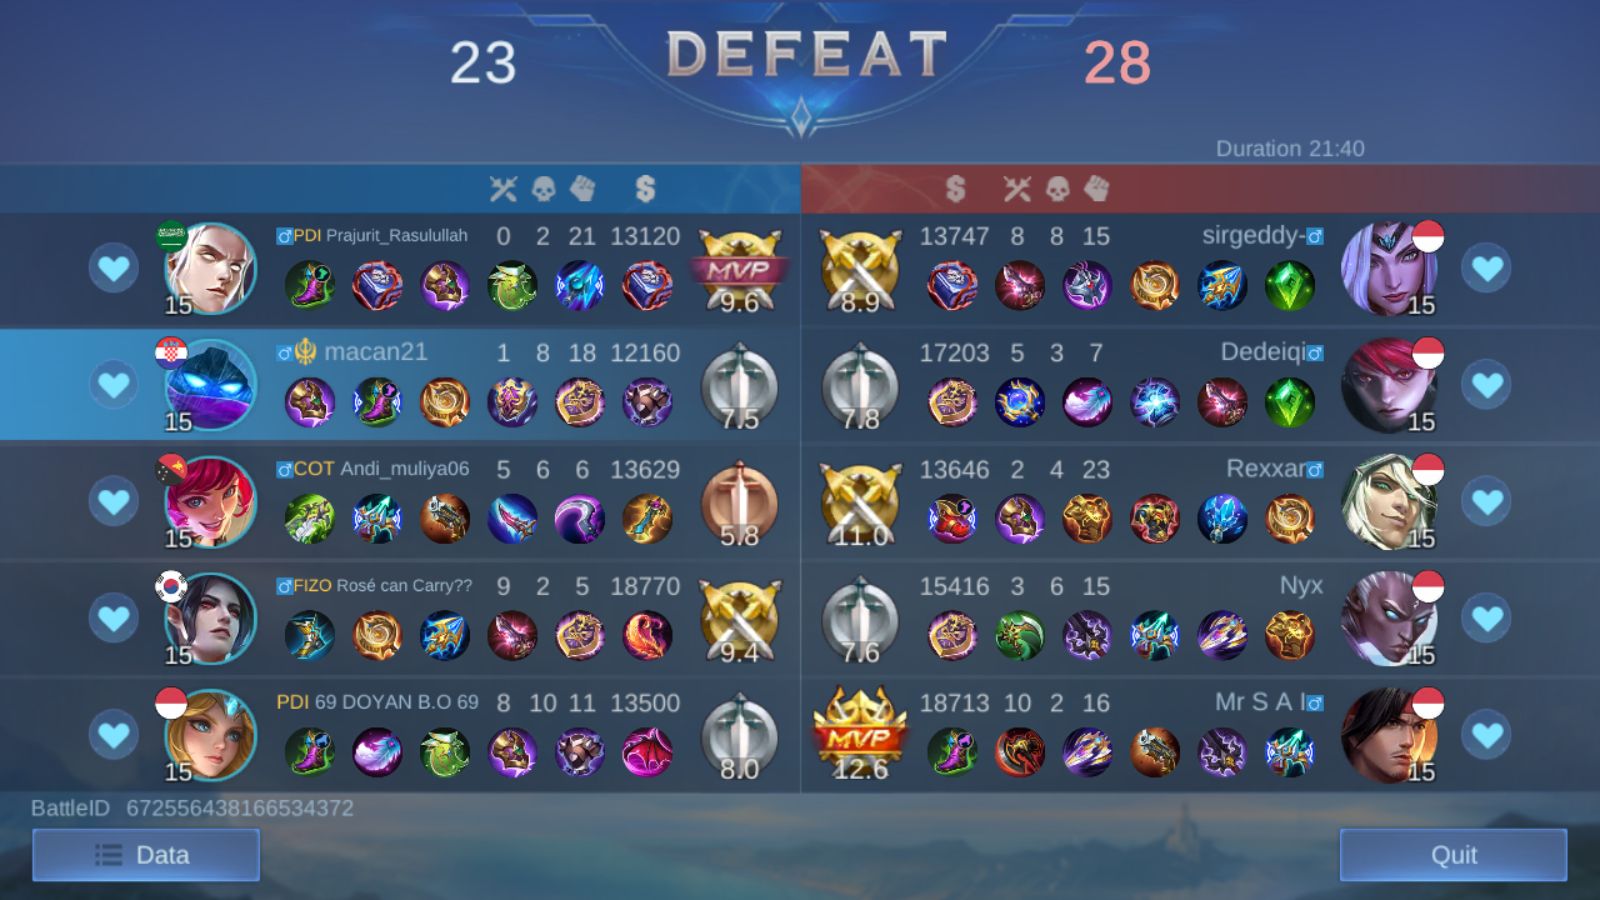 23 DEFEAT 28
Duration 21:40
PDI Prajurit_Rasulullah 0 2 21 13120 MVP 9.6 15
8.9 13747 8 8 15 sirgeddy- 15
macan21 1 8 18 12160 7.5 15
7.8 17203 5 3 7 Dedeiqi 15
COT Andi_muliya06 5 6 6 13629 5.8 15
11.0 13646 2 4 23 Rexxar 15
FIZO Rosé can Carry?? 9 2 5 18770 9.4 15
7.6 15416 3 6 15 Nyx 15
PDI 69 DOYAN B.O 69 8 10 11 13500 8.0 15
MVP 12.6 18713 10 2 16 Mr S A I 15
BattleID 672556438166534372
Data
Quit